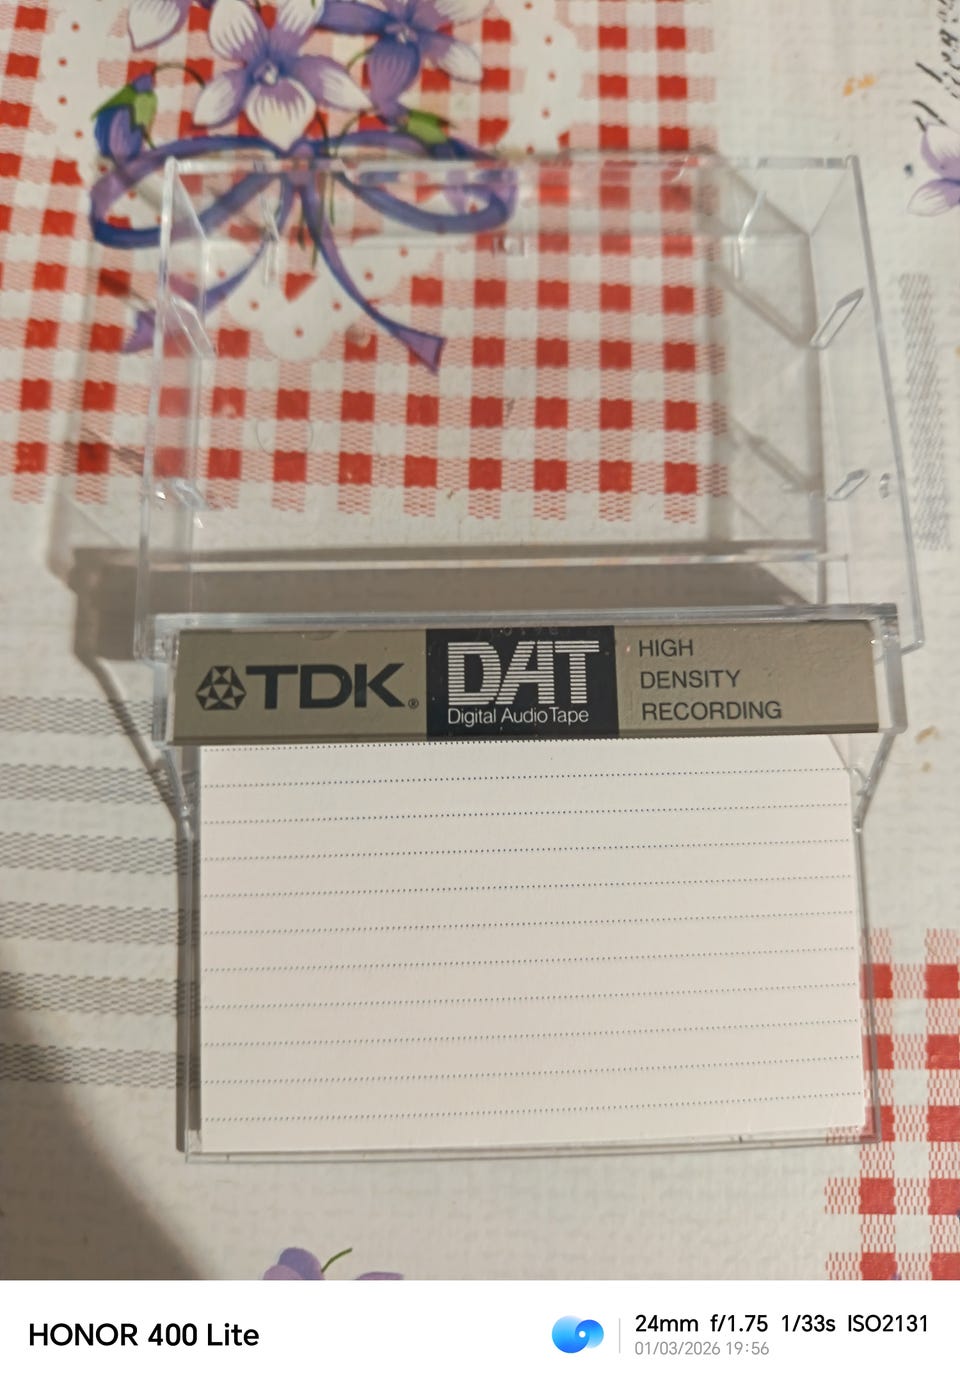 TDK®
DAT
Digital Audio Tape
HIGH
DENSITY
RECORDING
HONOR 400 Lite
24mm f/1.75 1/33s ISO2131
01/03/2026 19:56